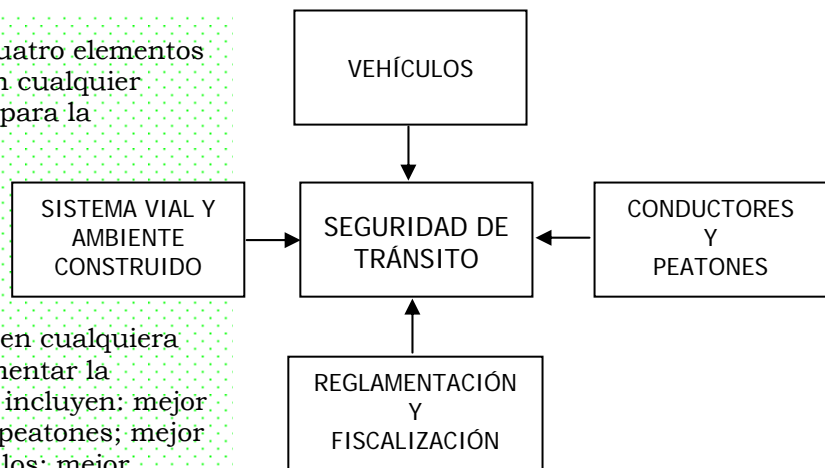 uatro elementos
cualquier
para la
en cualquiera
la
incluyen: mejor
peatones; mejor
mejor
VEHÍCULOS
SISTEMA VIAL Y
AMBIENTE
CONSTRUIDO
SEGURIDAD DE
TRÁNSITO
CONDUCTORES
Y
PEATONES
REGLAMENTACIÓN
Y
FISCALIZACIÓN